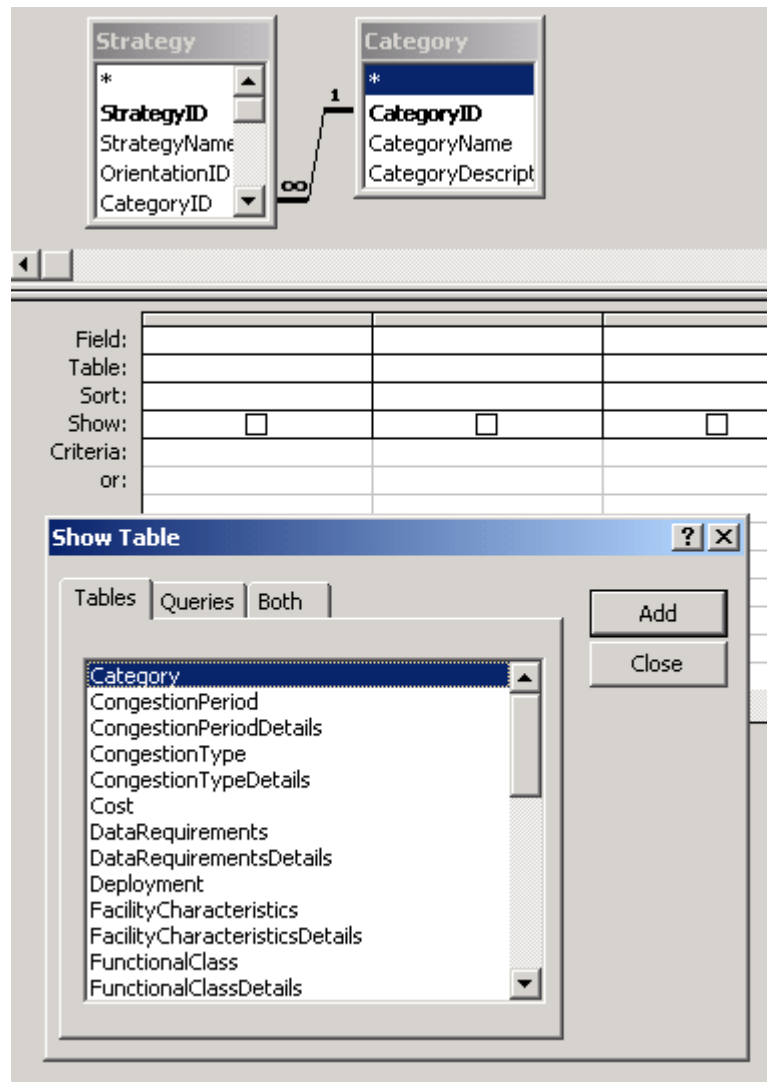 Strategy
*
StrategyID
StrategyName
OrientationID
CategoryID
∞
1
Category
*
CategoryID
CategoryName
CategoryDescript
Field:
Table:
Sort:
Show:
Criteria:
or:
Show Table
Tables Queries Both
Add
Close
Category
CongestionPeriod
CongestionPeriodDetails
CongestionType
CongestionTypeDetails
Cost
DataRequirements
DataRequirementsDetails
Deployment
FacilityCharacteristics
FacilityCharacteristicsDetails
FunctionalClass
FunctionalClassDetails